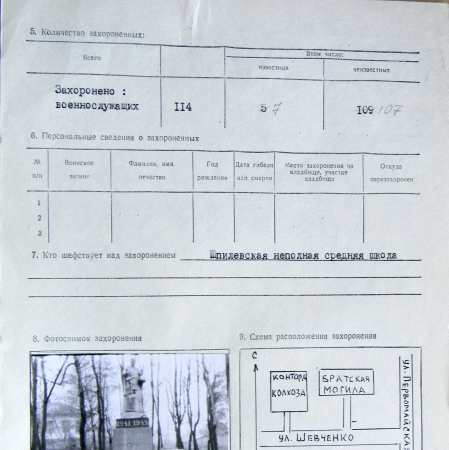 5. Количество захороненных:
Всего
В том числе:
известных
неизвестных
Захоронено :
военнослужащих 114 5 7 109 107
6. Персональные сведения о захороненных
№ п/п
Воинское звание
Фамилия, имя отчество
Год рождения
Дата гибели или смерти
Место захоронения на кладбище, участке кладбища
Откуда перезахоронен
1
2
3
7. Кто шефствует над захоронением Шпилевская неполная средняя школа
8. Фотоснимок захоронения
9. Схема расположения захоронения
1941-1945
С
КОНТОРА
КОЛХОЗА
БРАТСКАЯ
МОГИЛА
УЛ. ШЕВЧЕНКО
УЛ. ПЕРВОМАЙСКАЯ